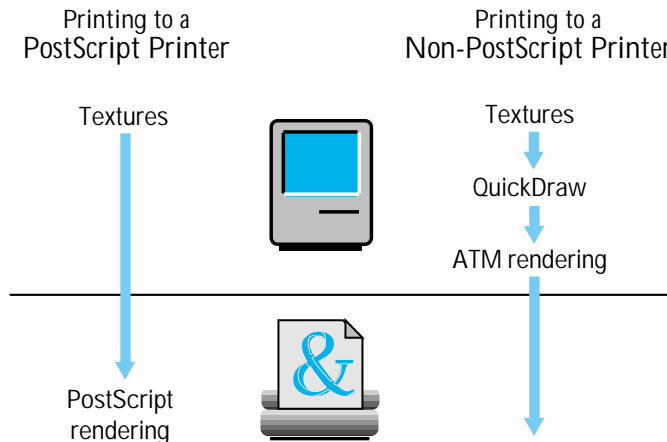 Printing to a
PostScript Printer
Printing to a
Non-PostScript Printer
Textures
Textures
QuickDraw
ATM rendering
&
PostScript
rendering